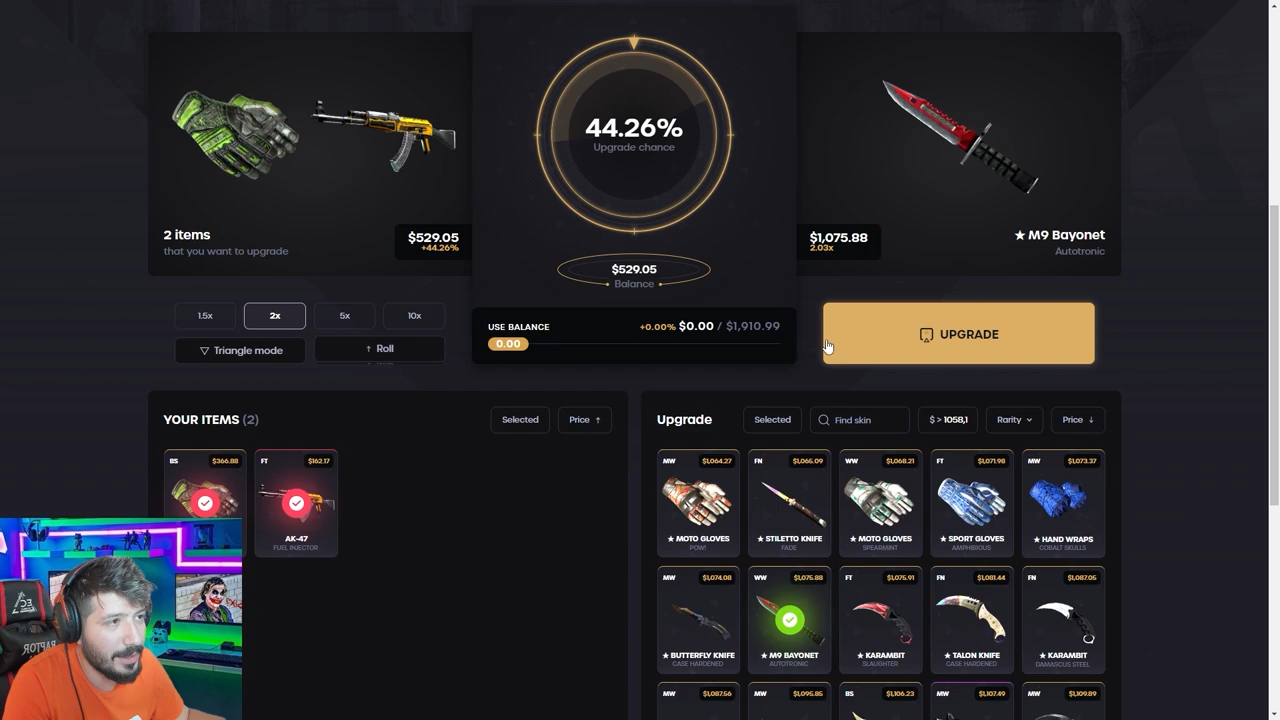 44.26%
Upgrade chance
2 items
that you want to upgrade
$529.05
+44.26%
$1,075.88
2.03x
★ M9 Bayonet
Autotronic
$529.05
Balance
1.5x
2x
5x
10x
▽ Triangle mode
↑ Roll
USE BALANCE
+0.00% $0.00 / $1,910.99
0.00
UPGRADE
YOUR ITEMS (2)
Selected
Price ↑
BS $366.88
FT $162.17
AK-47
FUEL INJECTOR
Upgrade
Selected
Find skin
$ > 1058,1
Rarity
Price ↓
MW $1,064.27
FN $1,065.09
WW $1,068.21
FT $1,071.98
MW $1,073.37
★ MOTO GLOVES
★ STILETTO KNIFE
★ MOTO GLOVES
★ SPORT GLOVES
★ HAND WRAPS
POW!
FADE
SPEARMINT
AMPHIBIOUS
COBALT SKULLS
MW $1,074.08
WW $1,075.88
FT $1,075.91
FN $1,081.44
FN $1,087.05
★ BUTTERFLY KNIFE
★ M9 BAYONET
★ KARAMBIT
★ TALON KNIFE
★ KARAMBIT
CASE HARDENED
AUTOTRONIC
SLAUGHTER
CASE HARDENED
DAMASCUS STEEL
MW $1,087.56
MW $1,095.85
BS $1,106.23
MW $1,107.49
MW $1,109.89
RAPTOR